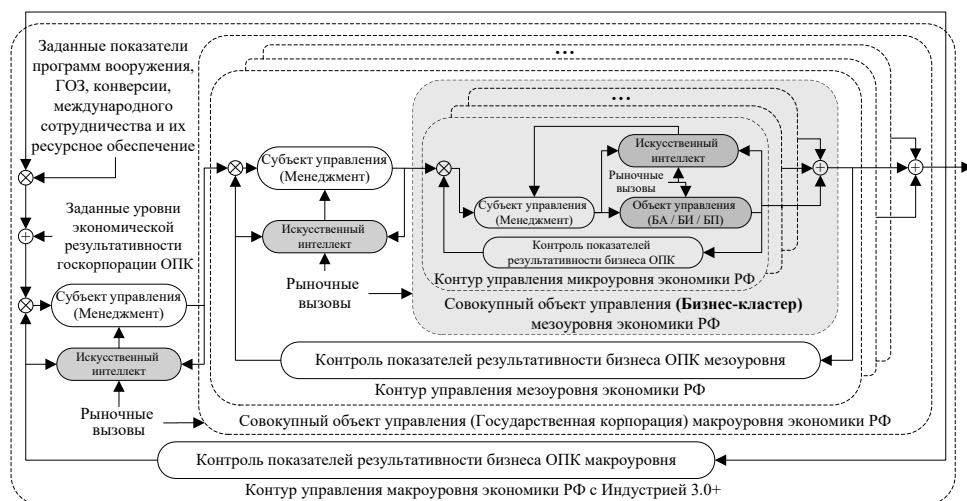 Заданные показатели
программ вооружения,
ГОЗ, конверсии,
международного
сотрудничества и их
ресурсное обеспечение
Заданные уровни
экономической
результативности
госкорпорации ОПК
Субъект управления
(Менеджмент)
Искусственный
интеллект
Рыночные
вызовы
Субъект управления
(Менеджмент)
Искусственный
интеллект
Рыночные
вызовы
...
...
Искусственный
интеллект
Рыночные
вызовы
Субъект управления
(Менеджмент)
Объект управления
(БА / БИ / БП)
Контроль показателей
результативности бизнеса ОПК
Контур управления микроуровня экономики РФ
Совокупный объект управления (Бизнес-кластер)
мезоуровня экономики РФ
Контроль показателей результативности бизнеса ОПК мезоуровня
Контур управления мезоуровня экономики РФ
Совокупный объект управления (Государственная корпорация) макроуровня экономики РФ
Контроль показателей результативности бизнеса ОПК макроуровня
Контур управления макроуровня экономики РФ с Индустрией 3.0+